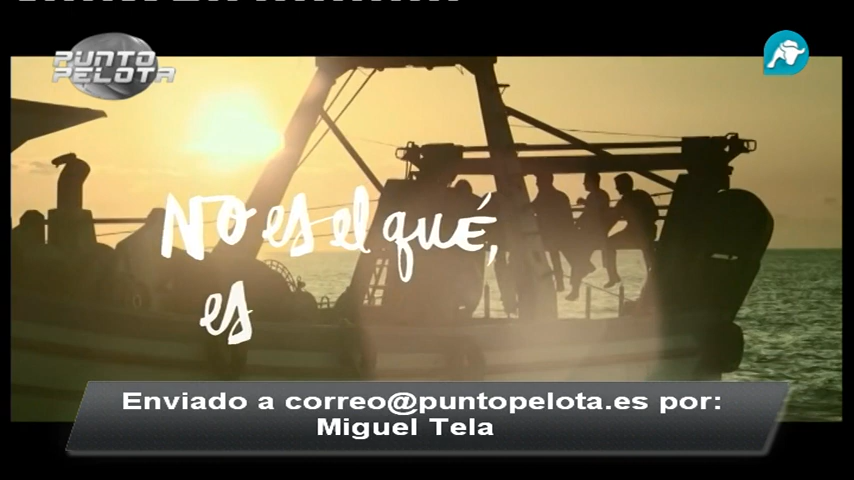 PUNTO
PELOTA
No es el qué,
es
Enviado a correo@puntopelota.es por:
Miguel Tela